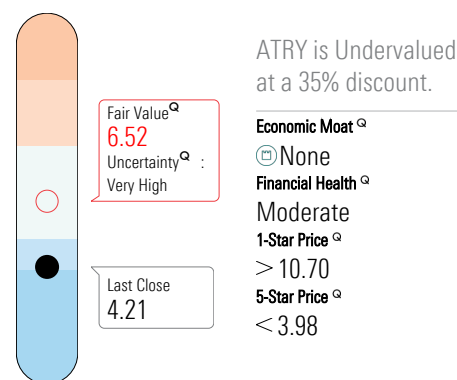 ATRY is Undervalued
at a 35% discount.
Fair Value Q
6.52
Uncertainty Q :
Very High
Last Close
4.21
Economic Moat Q
None
Financial Health Q
Moderate
1-Star Price Q
> 10.70
5-Star Price Q
< 3.98